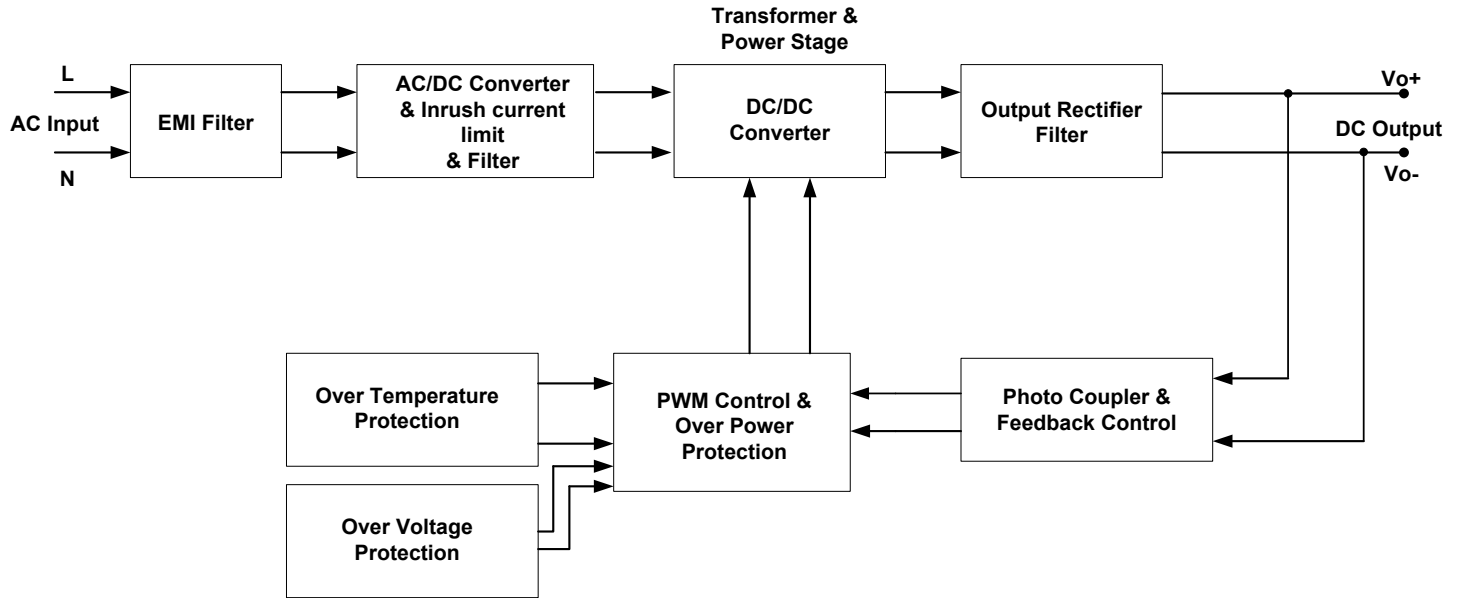 Transformer &
Power Stage
L
AC Input
N
EMI Filter
AC/DC Converter
& Inrush current
limit
& Filter
DC/DC
Converter
Output Rectifier
Filter
Vo+
DC Output
Vo-
Over Temperature
Protection
PWM Control &
Over Power
Protection
Photo Coupler &
Feedback Control
Over Voltage
Protection